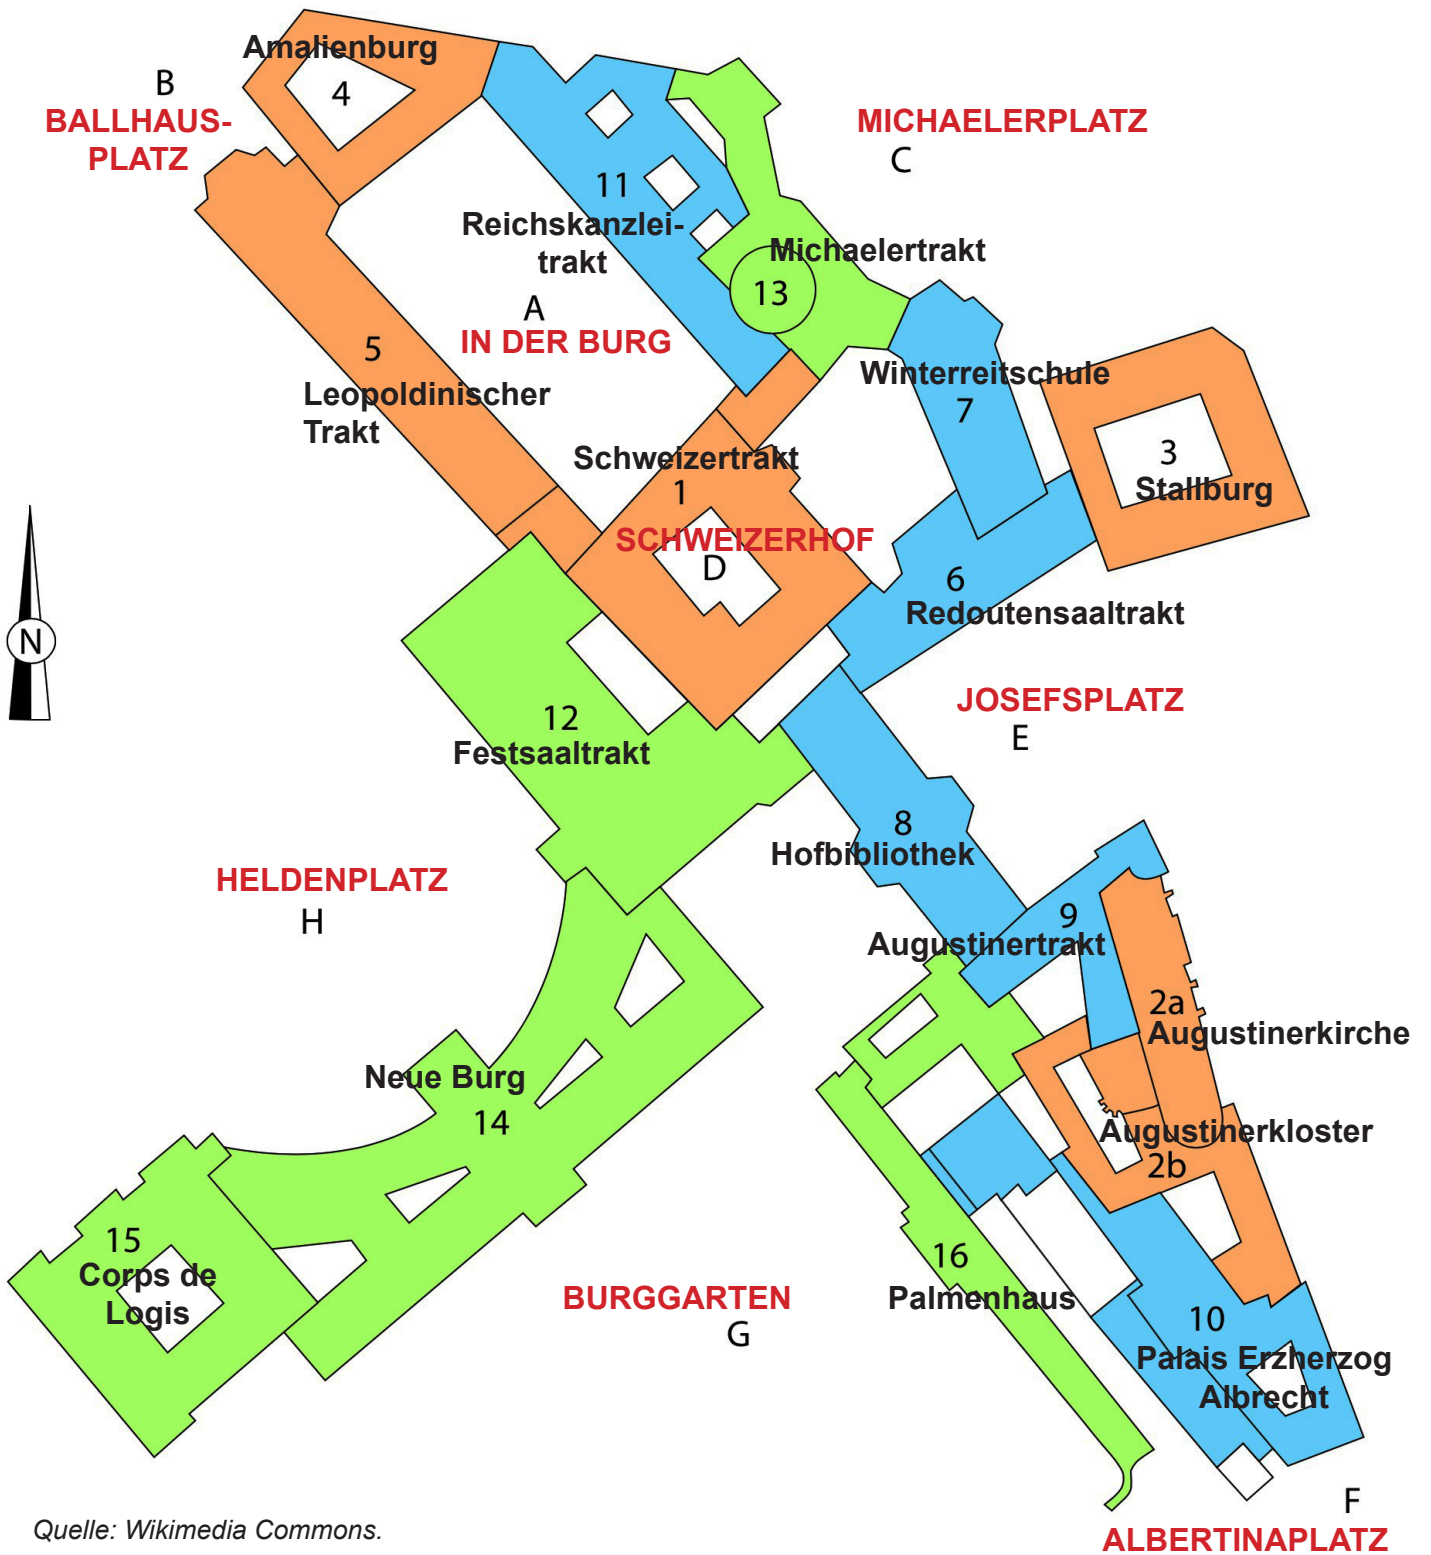 Amalienburg
4
B
BALLHAUS-
PLATZ
MICHAELERPLATZ
C
11
Reichskanzlei-
trakt
Michaelertrakt
13
A
IN DER BURG
5
Leopoldinischer
Trakt
Winterreitschule
7
3
Stallburg
Schweizertrakt
1
SCHWEIZERHOF
D
6
Redoutensaaltrakt
N
12
Festsaaltrakt
JOSEFSPLATZ
E
8
Hofbibliothek
HELDENPLATZ
H
9
Augustinertrakt
2a
Augustinerkirche
Neue Burg
14
Augustinerkloster
2b
15
Corps de
Logis
16
Palmenhaus
BURGGARTEN
G
10
Palais Erzherzog
Albrecht
F
ALBERTINAPLATZ
Quelle: Wikimedia Commons.